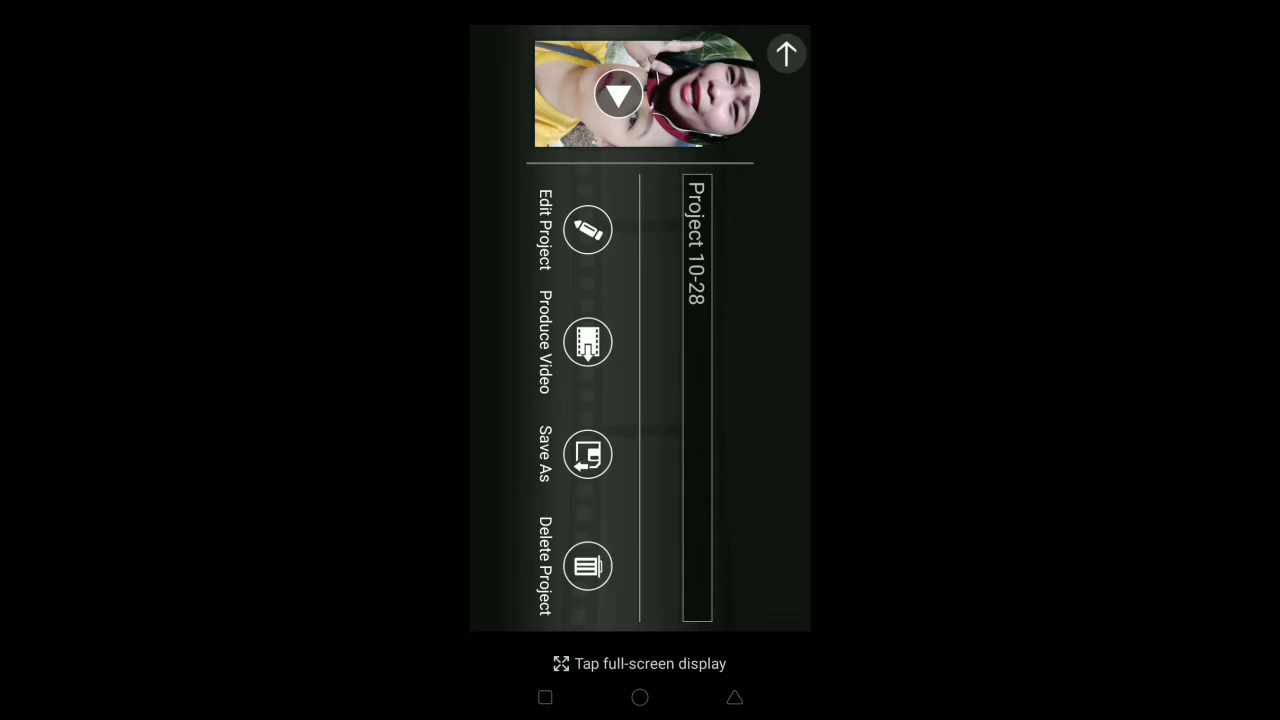 Project 10-28
Edit Project
Produce Video
Save As
Delete Project
Tap full-screen display